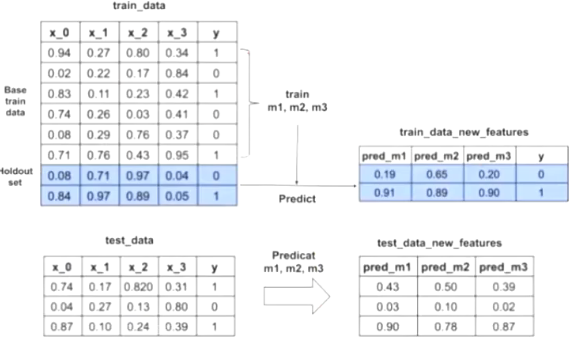 train_data
x_0 x_1 x_2 x_3 y
0.94 0.27 0.80 0.34 1
0.02 0.22 0.17 0.84 0
0.83 0.11 0.23 0.42 1
0.74 0.26 0.03 0.41 0
0.08 0.29 0.76 0.37 0
0.71 0.76 0.43 0.95 1
0.08 0.71 0.97 0.04 0
0.84 0.97 0.89 0.05 1
Base
train
data
Holdout
set
train
m1, m2, m3
Predict
train_data_new_features
pred_m1 pred_m2 pred_m3 y
0.19 0.65 0.20 0
0.91 0.89 0.90 1
test_data
x_0 x_1 x_2 x_3 y
0.74 0.17 0.820 0.31 1
0.04 0.27 0.13 0.80 0
0.87 0.10 0.24 0.39 1
Predicat
m1, m2, m3
test_data_new_features
pred_m1 pred_m2 pred_m3
0.43 0.50 0.39
0.03 0.10 0.02
0.90 0.78 0.87